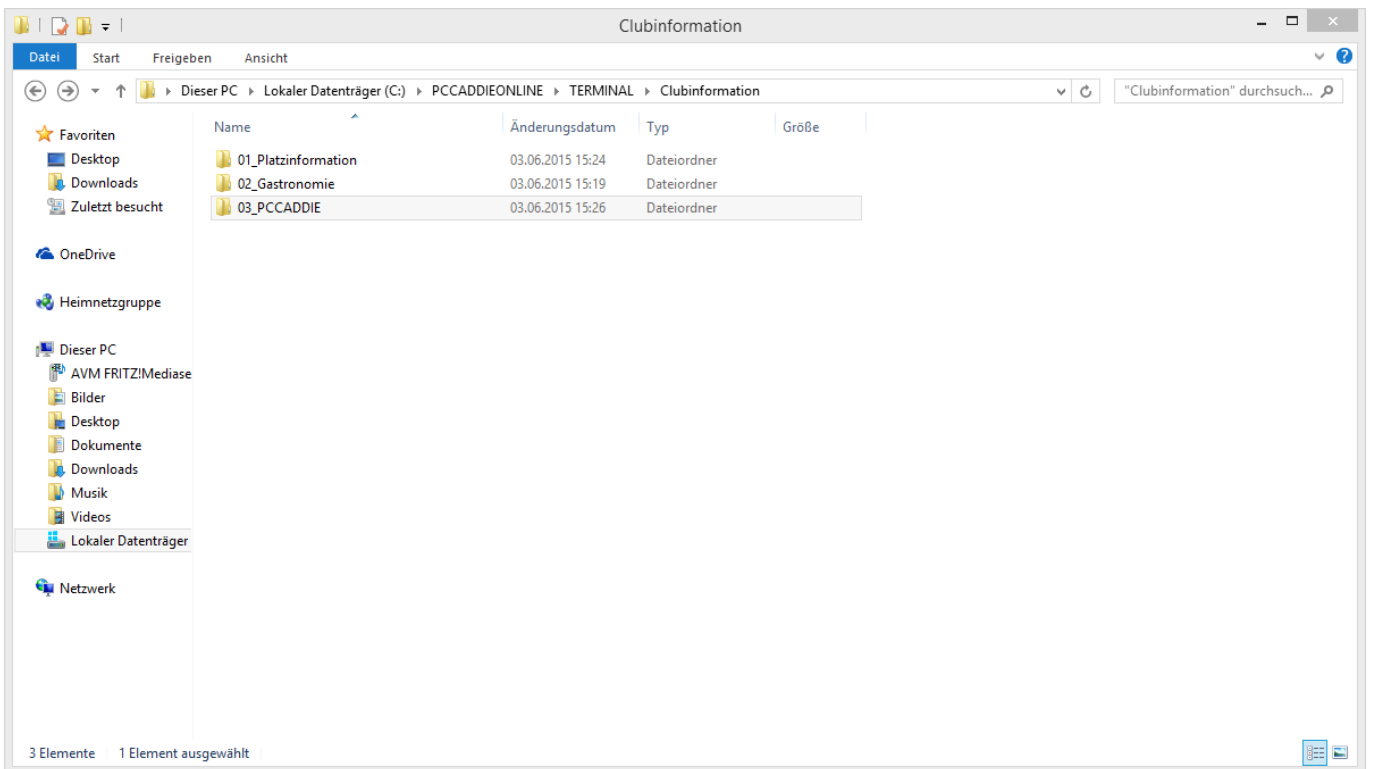 Clubinformation
Datei Start Freigeben Ansicht
Dieser PC Lokaler Datenträger (C:) PCCADDIEONLINE TERMINAL Clubinformation "Clubinformation" durchsuch...
Name Änderungsdatum Typ Größe
01_Platzinformation 03.06.2015 15:24 Dateiordner
02_Gastronomie 03.06.2015 15:19 Dateiordner
03_PCCADDIE 03.06.2015 15:26 Dateiordner
Favoriten
Desktop
Downloads
Zuletzt besucht
OneDrive
Heimnetzgruppe
Dieser PC
AVM FRITZ!Mediase
Bilder
Desktop
Dokumente
Downloads
Musik
Videos
Lokaler Datenträger
Netzwerk
3 Elemente 1 Element ausgewählt